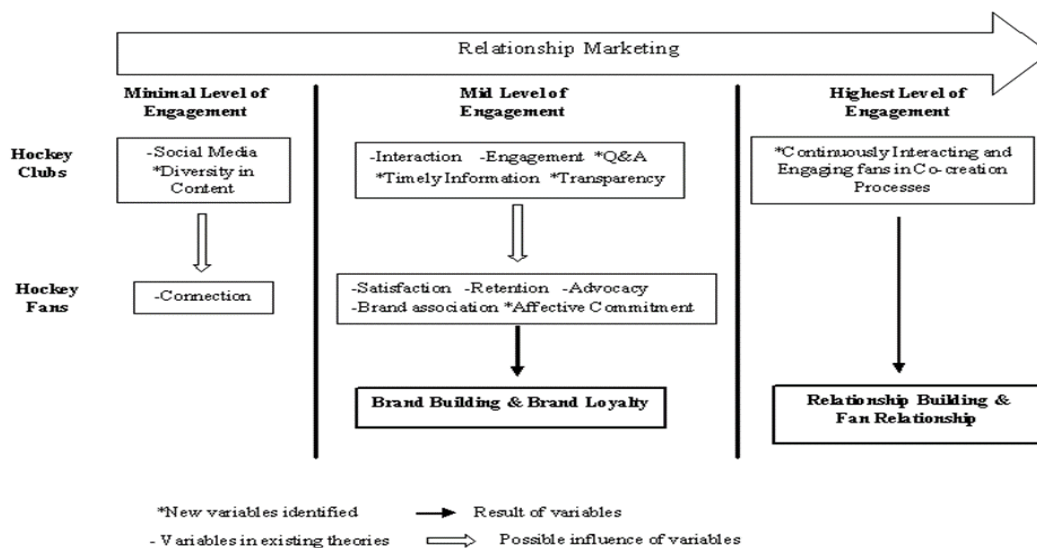 Relationship Marketing
Minimal Level of
Engagement
Mid Level of
Engagement
Highest Level of
Engagement
Hockey
Clubs
-Social Media
*Diversity in
Content
-Interaction -Engagement *Q&A
*Timely Information *Transparency
*Continuously Interacting and
Engaging fans in Co-creation
Processes
Hockey
Fans
-Connection
-Satisfaction -Retention -Advocacy
-Brand association *Affective Commitment
Brand Building & Brand Loyalty
Relationship Building &
Fan Relationship
*New variables identified
Result of variables
- Variables in existing theories
Possible influence of variables